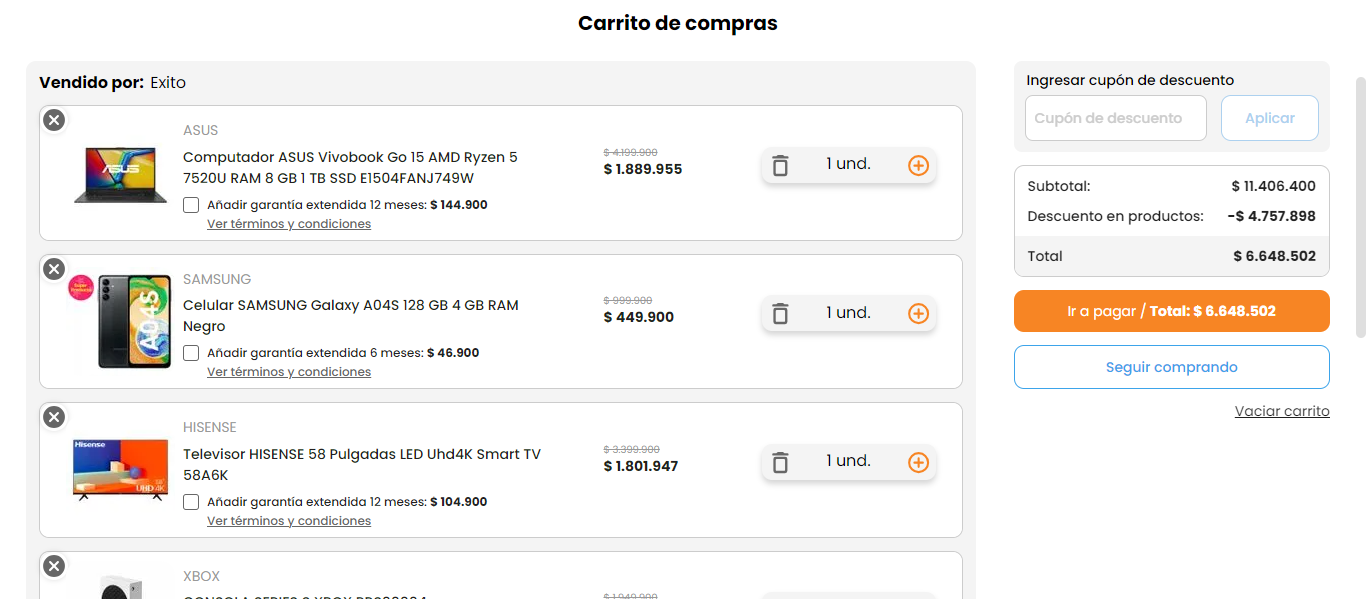 Carrito de compras
Vendido por: Exito
ASUS
Computador ASUS Vivobook Go 15 AMD Ryzen 5
7520U RAM 8 GB 1 TB SSD E1504FANJ749W
Añadir garantía extendida 12 meses: $ 144.900
Ver términos y condiciones
$ 4.199.900
$ 1.889.955
1 und.
SAMSUNG
Celular SAMSUNG Galaxy A04S 128 GB 4 GB RAM
Negro
Añadir garantía extendida 6 meses: $ 46.900
Ver términos y condiciones
A04s
$ 999.900
$ 449.900
1 und.
HISENSE
Televisor HISENSE 58 Pulgadas LED Uhd4K Smart TV
58A6K
Añadir garantía extendida 12 meses: $ 104.900
Ver términos y condiciones
Hisense
58"
UHD 4K
$ 3.399.900
$ 1.801.947
1 und.
XBOX
$ 1.949.900
Ingresar cupón de descuento
Cupón de descuento
Aplicar
Subtotal: $ 11.406.400
Descuento en productos: -$ 4.757.898
Total $ 6.648.502
Ir a pagar / Total: $ 6.648.502
Seguir comprando
Vaciar carrito